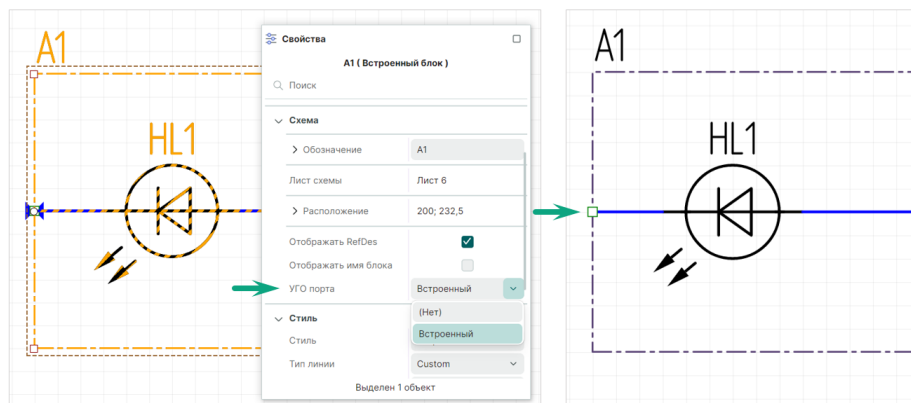 A1
HL1
Свойства
A1 ( Встроенный блок )
Поиск
Схема
Обозначение A1
Лист схемы Лист 6
Расположение 200; 232,5
Отображать RefDes
Отображать имя блока
УГО порта Встроенный
(Нет)
Встроенный
Стиль
Стиль
Тип линии Custom
Выделен 1 объект
A1
HL1